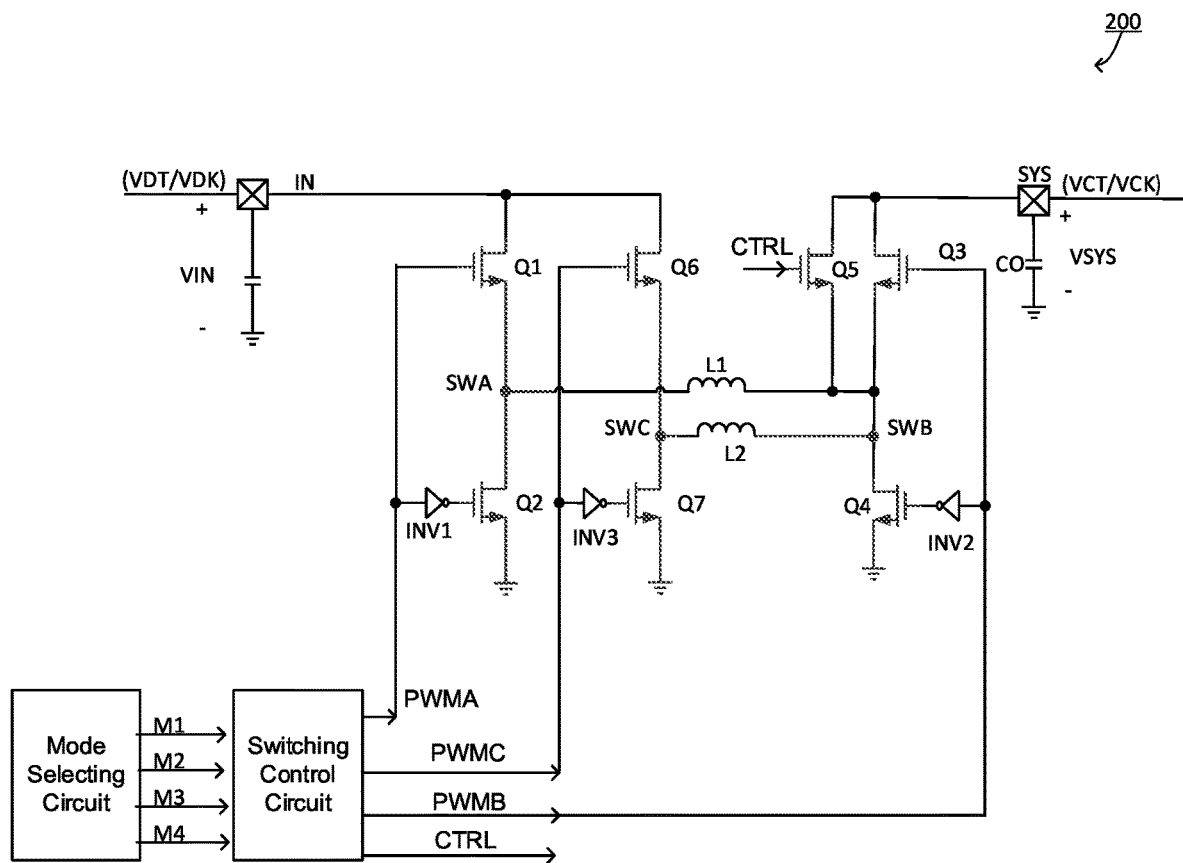 200
(VDT/VDK)
IN
SYS
(VCT/VCK)
+
+
CTRL
Q1
Q6
Q5
Q3
VIN
CO
VSYS
-
-
L1
SWA
SWC
SWB
L2
Q2
Q7
Q4
INV1
INV3
INV2
PWMA
Mode
Selecting
Circuit
M1
M2
M3
M4
Switching
Control
Circuit
PWMC
PWMB
CTRL